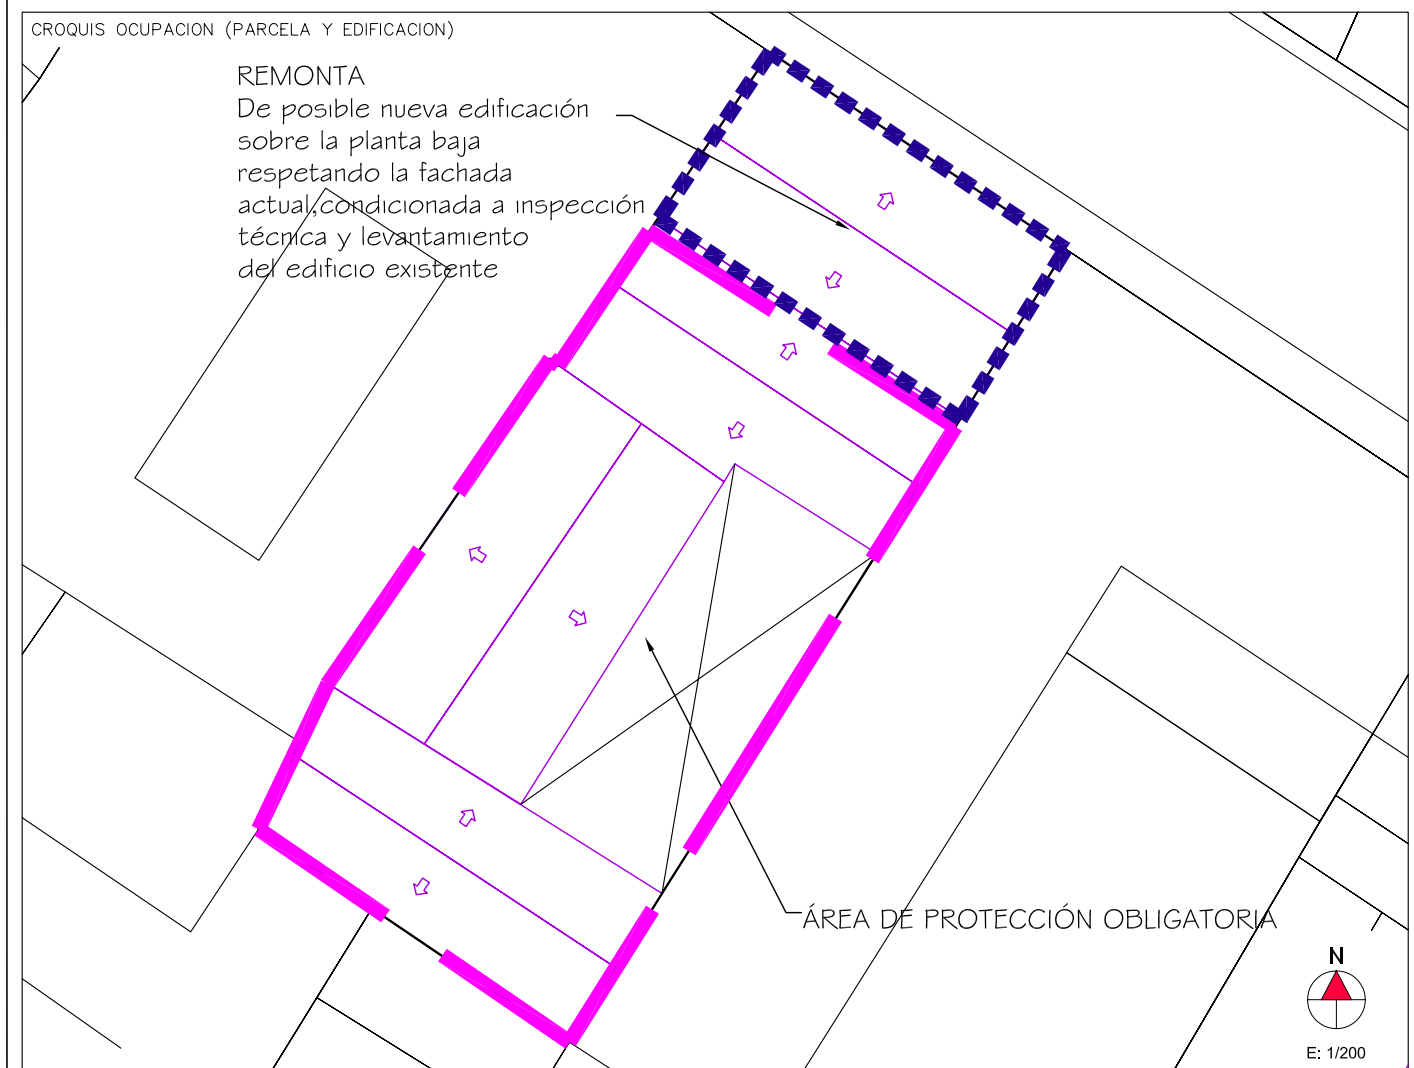 CROQUIS OCUPACION (PARCELA Y EDIFICACION)
REMONTA
De posible nueva edificación
sobre la planta baja
respetando la fachada
actual,condicionada a inspección
técnica y levantamiento
del edificio existente
ÁREA DE PROTECCIÓN OBLIGATORIA
N
E: 1/200